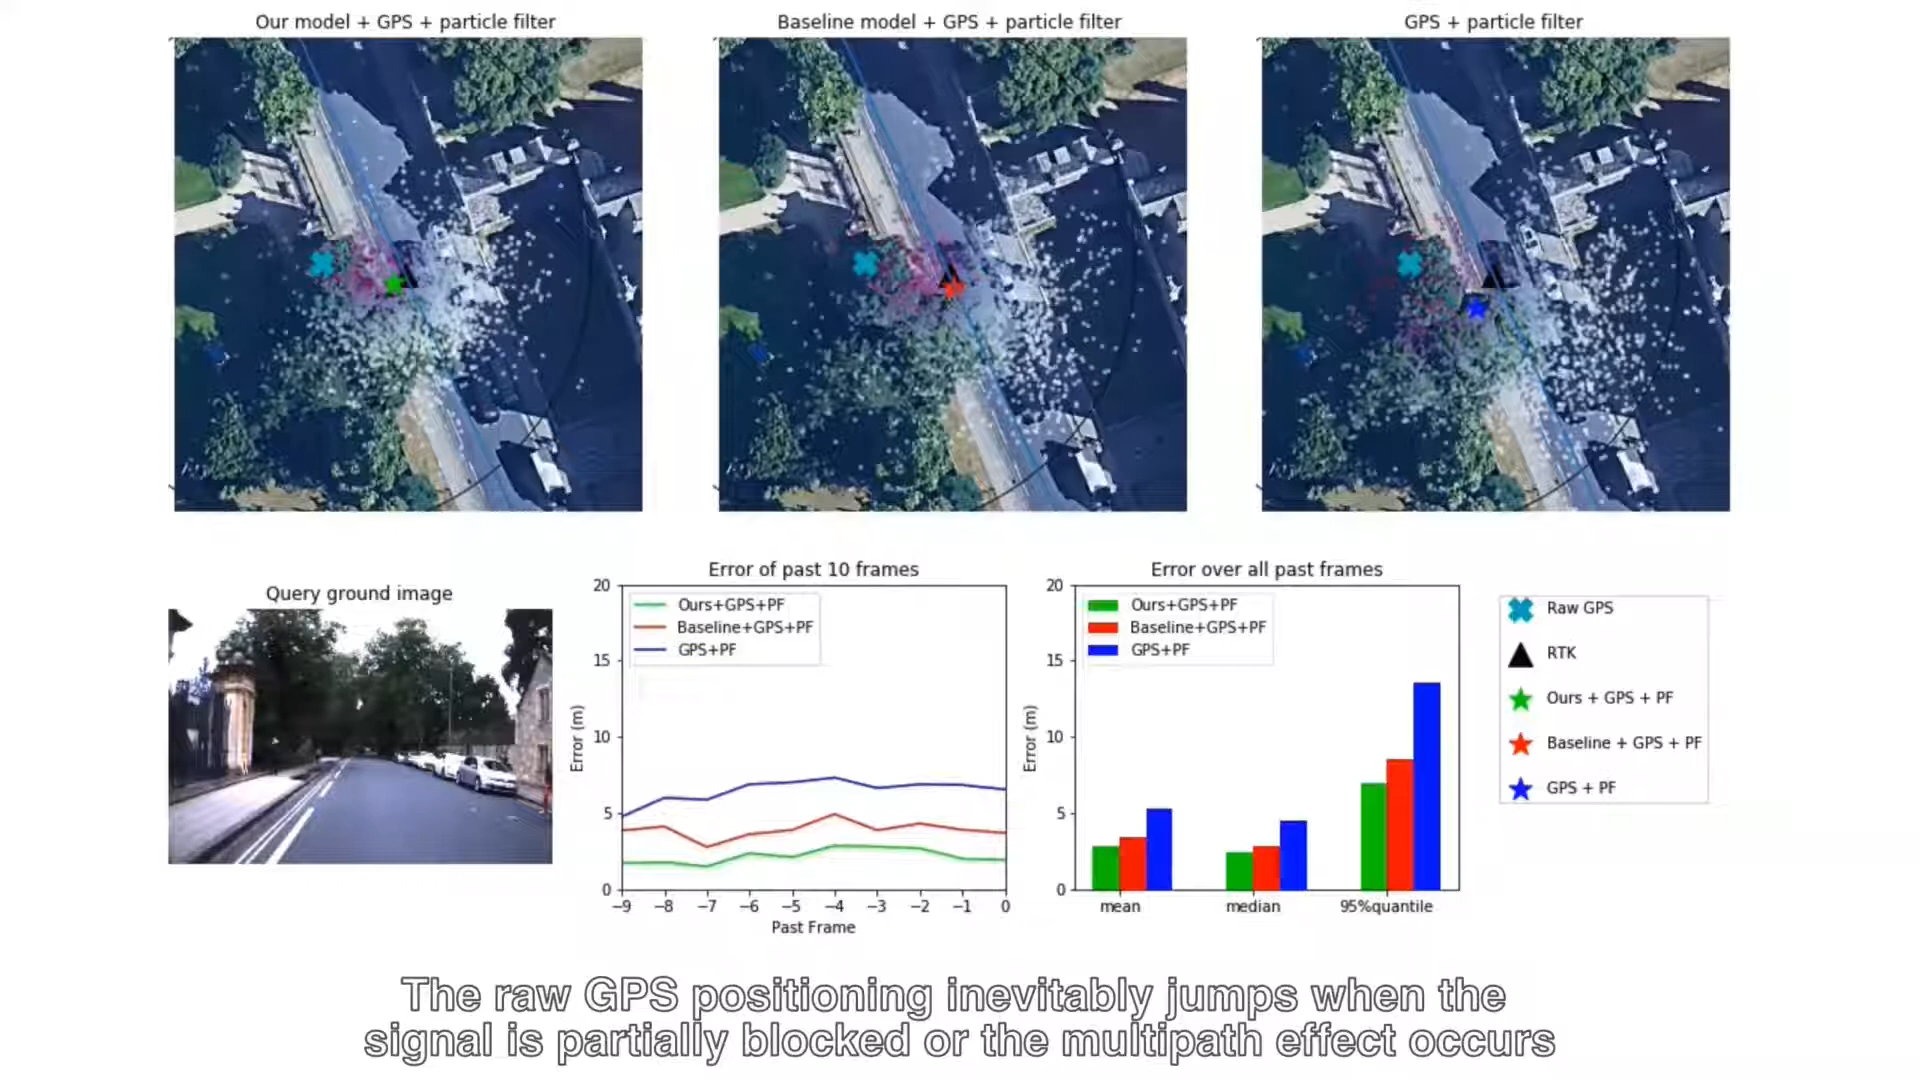 Our model + GPS + particle filter
Baseline model + GPS + particle filter
GPS + particle filter
Query ground image
Error of past 10 frames
20
15
10
5
0
Error (m)
Ours+GPS+PF
Baseline+GPS+PF
GPS+PF
−9 −8 −7 −6 −5 −4 −3 −2 −1 0
Past Frame
Error over all past frames
20
15
10
5
0
Error (m)
Ours+GPS+PF
Baseline+GPS+PF
GPS+PF
mean median 95%quantile
Raw GPS
RTK
Ours + GPS + PF
Baseline + GPS + PF
GPS + PF
The raw GPS positioning inevitably jumps when the
signal is partially blocked or the multipath effect occurs